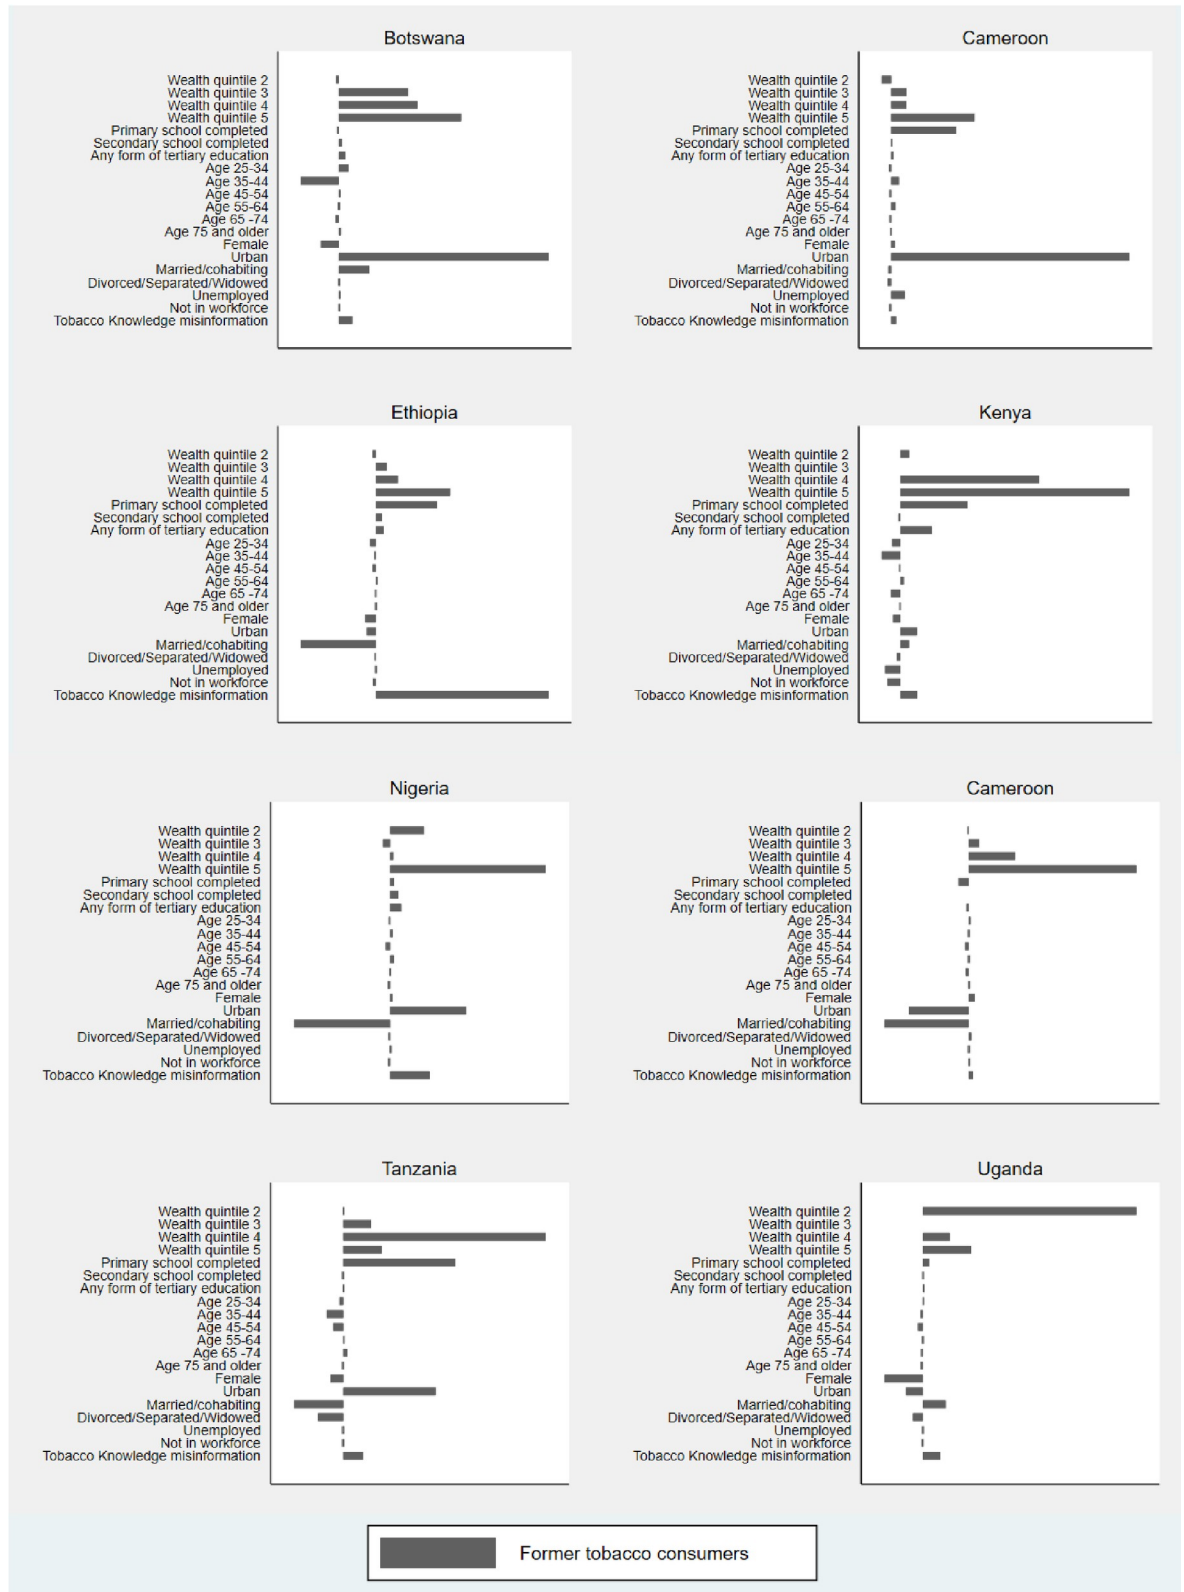 Botswana
Wealth quintile 2
Wealth quintile 3
Wealth quintile 4
Wealth quintile 5
Primary school completed
Secondary school completed
Any form of tertiary education
Age 25-34
Age 35-44
Age 45-54
Age 55-64
Age 65 -74
Age 75 and older
Female
Urban
Married/cohabiting
Divorced/Separated/Widowed
Unemployed
Not in workforce
Tobacco Knowledge misinformation
Cameroon
Wealth quintile 2
Wealth quintile 3
Wealth quintile 4
Wealth quintile 5
Primary school completed
Secondary school completed
Any form of tertiary education
Age 25-34
Age 35-44
Age 45-54
Age 55-64
Age 65 -74
Age 75 and older
Female
Urban
Married/cohabiting
Divorced/Separated/Widowed
Unemployed
Not in workforce
Tobacco Knowledge misinformation
Ethiopia
Wealth quintile 2
Wealth quintile 3
Wealth quintile 4
Wealth quintile 5
Primary school completed
Secondary school completed
Any form of tertiary education
Age 25-34
Age 35-44
Age 45-54
Age 55-64
Age 65 -74
Age 75 and older
Female
Urban
Married/cohabiting
Divorced/Separated/Widowed
Unemployed
Not in workforce
Tobacco Knowledge misinformation
Kenya
Wealth quintile 2
Wealth quintile 3
Wealth quintile 4
Wealth quintile 5
Primary school completed
Secondary school completed
Any form of tertiary education
Age 25-34
Age 35-44
Age 45-54
Age 55-64
Age 65 -74
Age 75 and older
Female
Urban
Married/cohabiting
Divorced/Separated/Widowed
Unemployed
Not in workforce
Tobacco Knowledge misinformation
Nigeria
Wealth quintile 2
Wealth quintile 3
Wealth quintile 4
Wealth quintile 5
Primary school completed
Secondary school completed
Any form of tertiary education
Age 25-34
Age 35-44
Age 45-54
Age 55-64
Age 65 -74
Age 75 and older
Female
Urban
Married/cohabiting
Divorced/Separated/Widowed
Unemployed
Not in workforce
Tobacco Knowledge misinformation
Cameroon
Wealth quintile 2
Wealth quintile 3
Wealth quintile 4
Wealth quintile 5
Primary school completed
Secondary school completed
Any form of tertiary education
Age 25-34
Age 35-44
Age 45-54
Age 55-64
Age 65 -74
Age 75 and older
Female
Urban
Married/cohabiting
Divorced/Separated/Widowed
Unemployed
Not in workforce
Tobacco Knowledge misinformation
Tanzania
Wealth quintile 2
Wealth quintile 3
Wealth quintile 4
Wealth quintile 5
Primary school completed
Secondary school completed
Any form of tertiary education
Age 25-34
Age 35-44
Age 45-54
Age 55-64
Age 65 -74
Age 75 and older
Female
Urban
Married/cohabiting
Divorced/Separated/Widowed
Unemployed
Not in workforce
Tobacco Knowledge misinformation
Uganda
Wealth quintile 2
Wealth quintile 3
Wealth quintile 4
Wealth quintile 5
Primary school completed
Secondary school completed
Any form of tertiary education
Age 25-34
Age 35-44
Age 45-54
Age 55-64
Age 65 -74
Age 75 and older
Female
Urban
Married/cohabiting
Divorced/Separated/Widowed
Unemployed
Not in workforce
Tobacco Knowledge misinformation
Former tobacco consumers